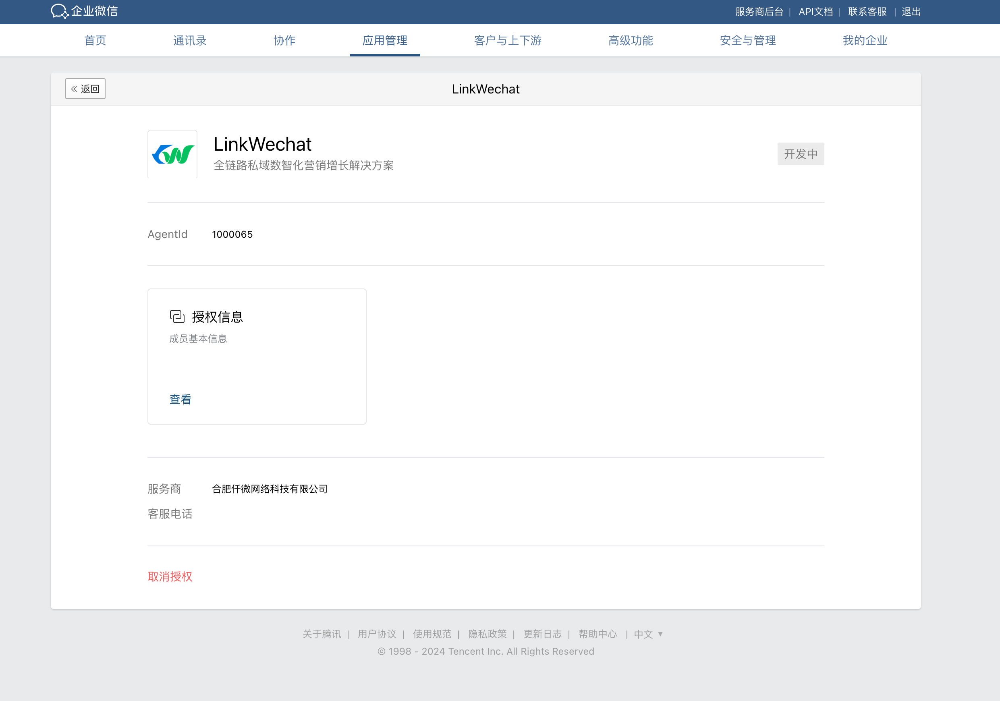 企业微信
服务商后台 | API文档 | 联系客服 | 退出
首页 通讯录 协作 应用管理 客户与上下游 高级功能 安全与管理 我的企业
« 返回
LinkWechat
LinkWechat
全链路私域数智化营销增长解决方案
开发中
AgentId 1000065
授权信息
成员基本信息
查看
服务商 合肥仟微网络科技有限公司
客服电话
取消授权
关于腾讯 | 用户协议 | 使用规范 | 隐私政策 | 更新日志 | 帮助中心 | 中文 ▼
© 1998 - 2024 Tencent Inc. All Rights Reserved